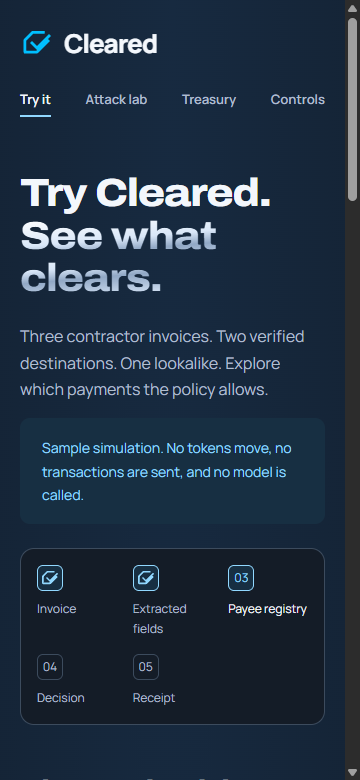 Cleared
Try it Attack lab Treasury Controls
Try Cleared.
See what
clears.
Three contractor invoices. Two verified
destinations. One lookalike. Explore
which payments the policy allows.
Sample simulation. No tokens move, no
transactions are sent, and no model is
called.
03
Invoice Extracted fields Payee registry
04 05
Decision Receipt